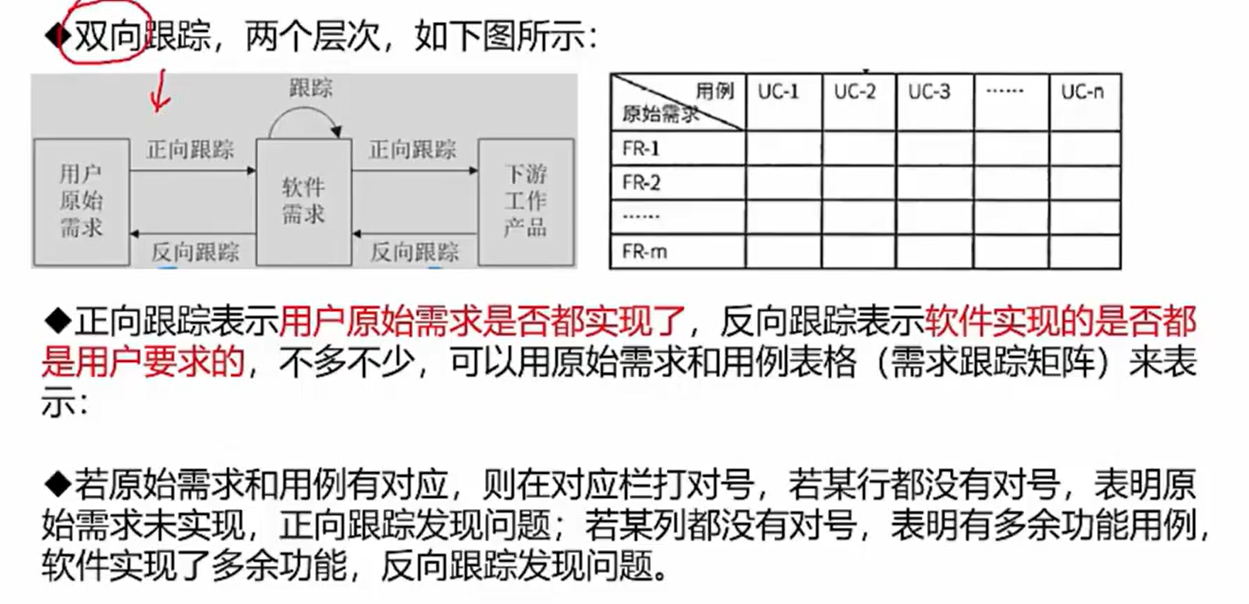 ◆双向跟踪，两个层次，如下图所示：
跟踪
正向跟踪
正向跟踪
用户
原始
需求
软件
需求
下游
工作
产品
反向跟踪
反向跟踪
用例
原始需求
UC-1 UC-2 UC-3 …… UC-n
FR-1
FR-2
……
FR-m
◆正向跟踪表示用户原始需求是否都实现了，反向跟踪表示软件实现的是否都
是用户要求的，不多不少，可以用原始需求和用例表格（需求跟踪矩阵）来表
示：
◆若原始需求和用例有对应，则在对应栏打对号，若某行都没有对号，表明原
始需求未实现，正向跟踪发现问题；若某列都没有对号，表明有多余功能用例，
软件实现了多余功能，反向跟踪发现问题。